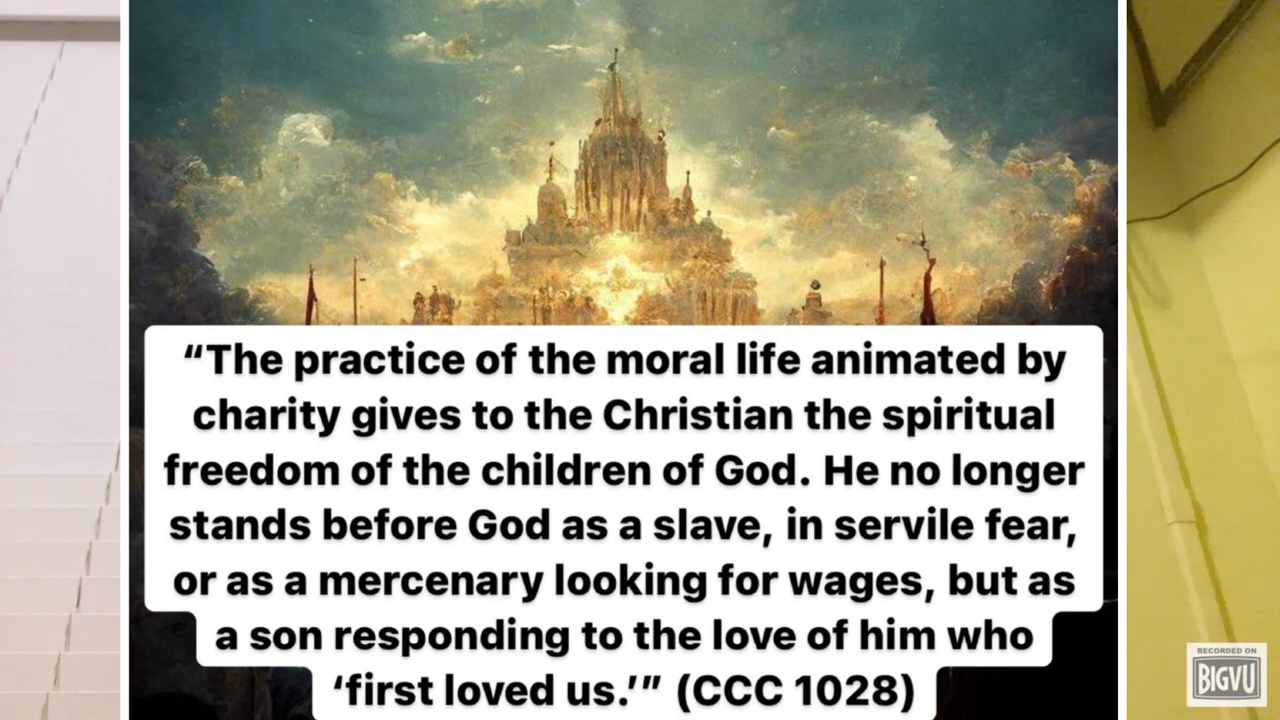 “The practice of the moral life animated by
charity gives to the Christian the spiritual
freedom of the children of God. He no longer
stands before God as a slave, in servile fear,
or as a mercenary looking for wages, but as
a son responding to the love of him who
‘first loved us.’” (CCC 1028)
RECORDED ON
BIGVU